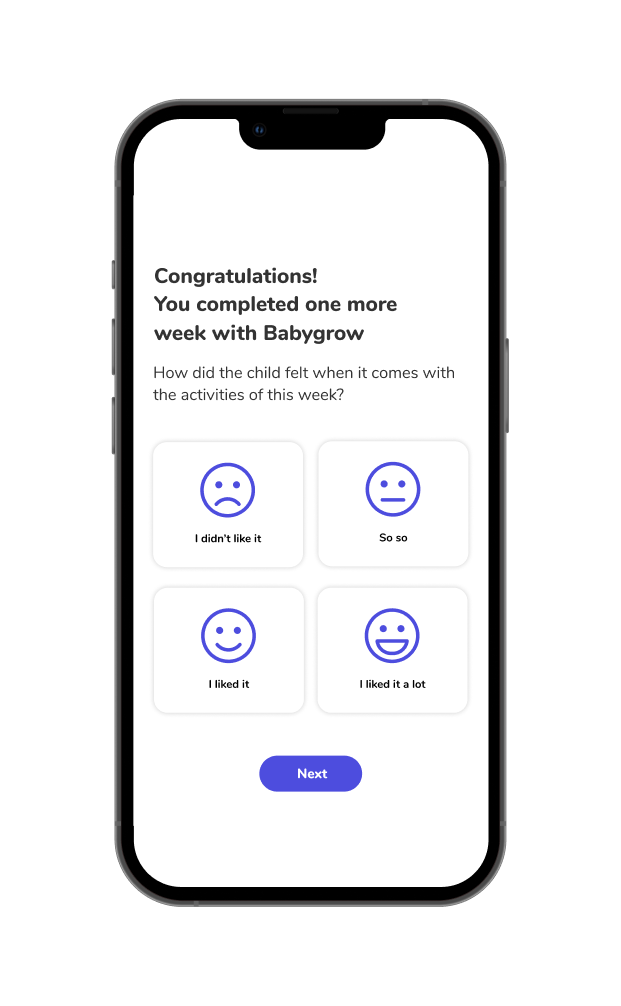 Congratulations!
You completed one more
week with Babygrow
How did the child felt when it comes with
the activities of this week?
I didn't like it
So so
I liked it
I liked it a lot
Next